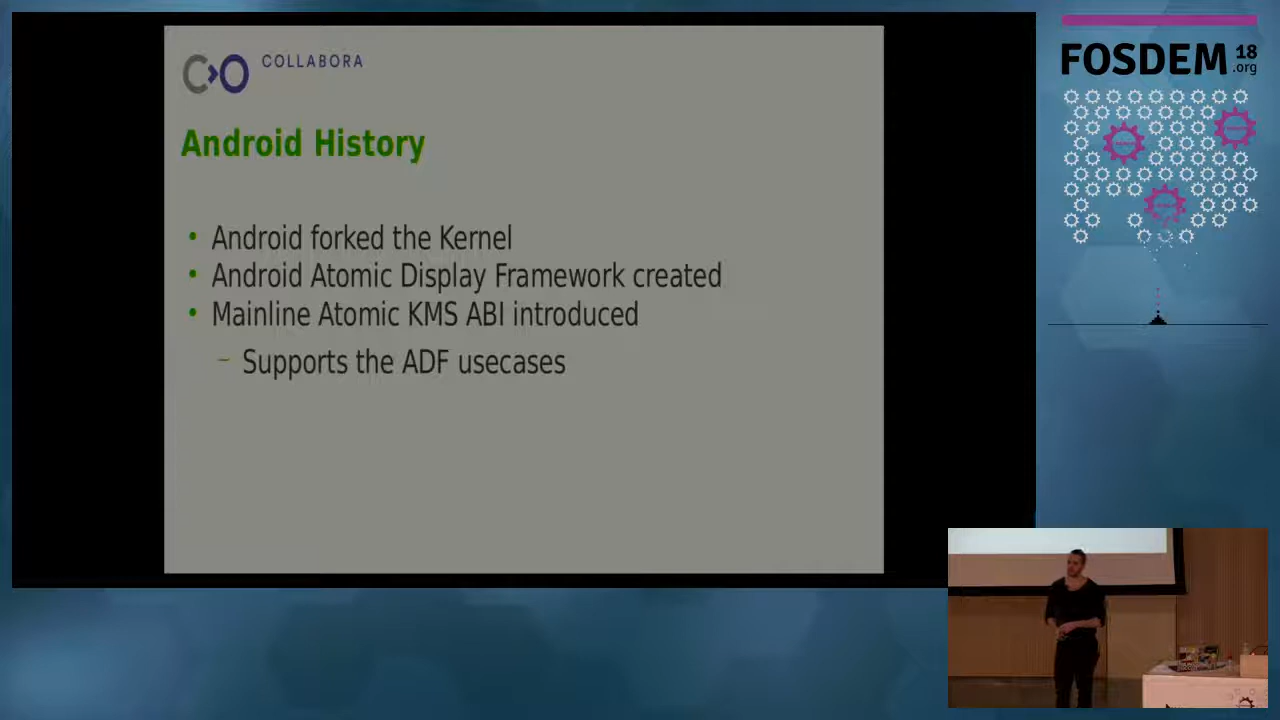 COLLABORA
Android History
• Android forked the Kernel
• Android Atomic Display Framework created
• Mainline Atomic KMS ABI introduced
– Supports the ADF usecases
FOSDEM 18
.org